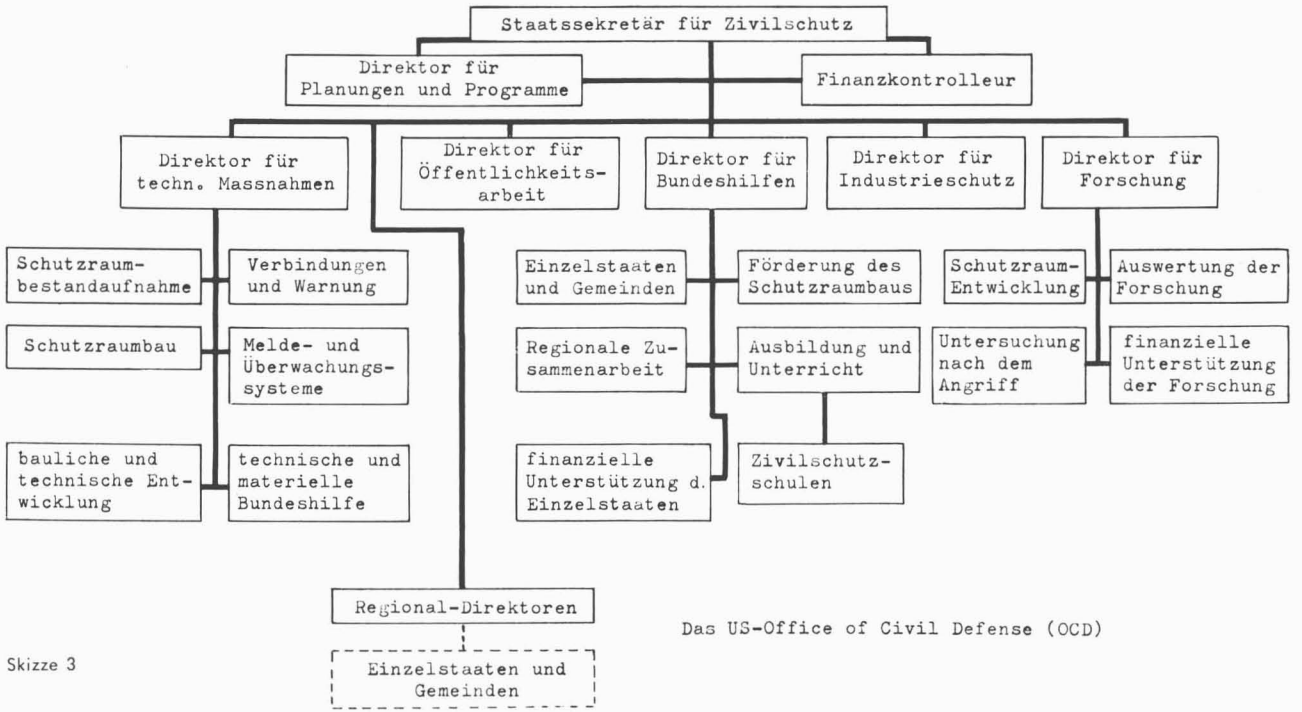 Staatssekretär für Zivilschutz
Direktor für
Planungen und Programme
Finanzkontrolleur
Direktor für
techn. Massnahmen
Direktor für
Öffentlichkeits-
arbeit
Direktor für
Bundeshilfen
Direktor für
Industrieschutz
Direktor für
Forschung
Schutzraum-
bestandaufnahme
Verbindungen
und Warnung
Schutzraumbau
Melde- und
Überwachungs-
systeme
bauliche und
technische Ent-
wicklung
technische und
materielle
Bundeshilfe
Einzelstaaten
und Gemeinden
Förderung des
Schutzraumbaus
Regionale Zu-
sammenarbeit
Ausbildung und
Unterricht
finanzielle
Unterstützung d.
Einzelstaaten
Zivilschutz-
schulen
Schutzraum-
Entwicklung
Auswertung der
Forschung
Untersuchung
nach dem
Angriff
finanzielle
Unterstützung
der Forschung
Regional-Direktoren
Einzelstaaten und
Gemeinden
Das US-Office of Civil Defense (OCD)
Skizze 3